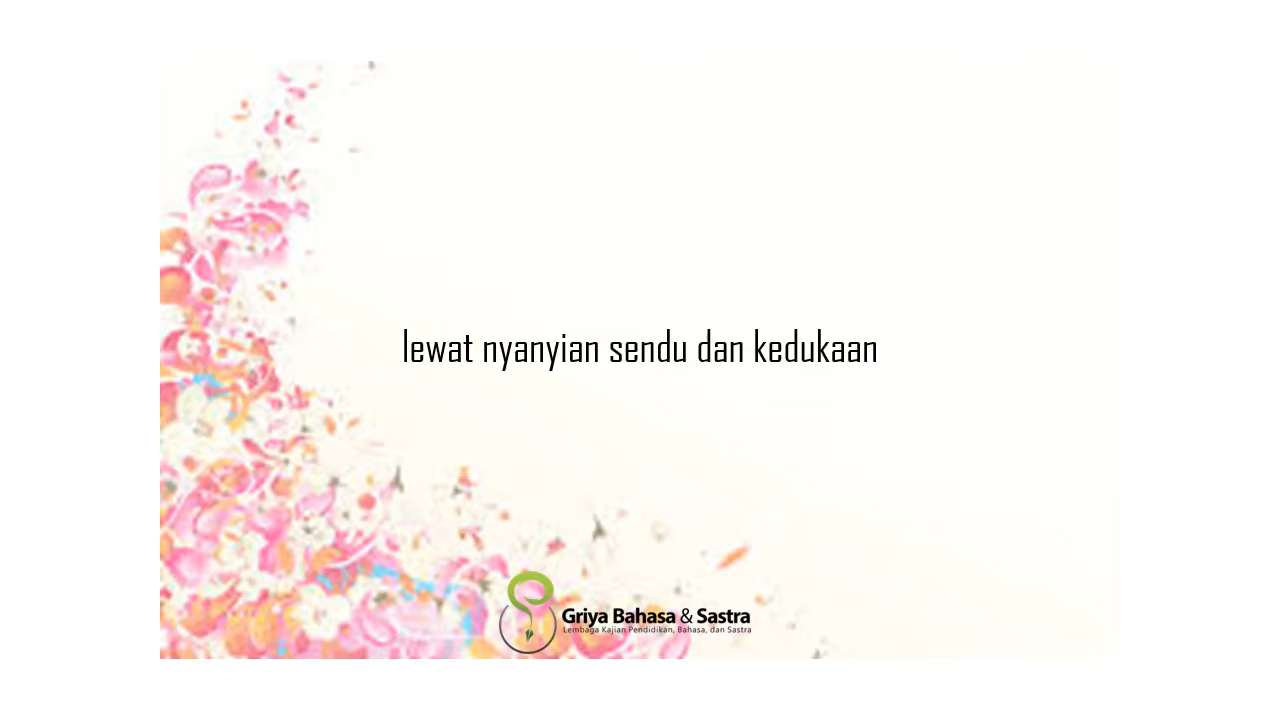 lewat nyanyian sendu dan kedukaan
Griya Bahasa & Sastra
Lembaga Kajian Pendidikan, Bahasa, dan Sastra